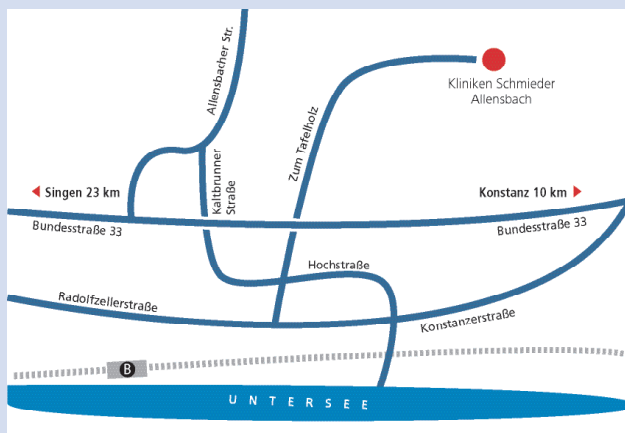 Allensbacher Str.
Kliniken Schmieder
Allensbach
Zum Tafelholz
Kaltbrunner
Straße
Singen 23 km
Konstanz 10 km
Bundesstraße 33
Bundesstraße 33
Hochstraße
Radolfzellerstraße
Konstanzerstraße
B
UNTERSEE